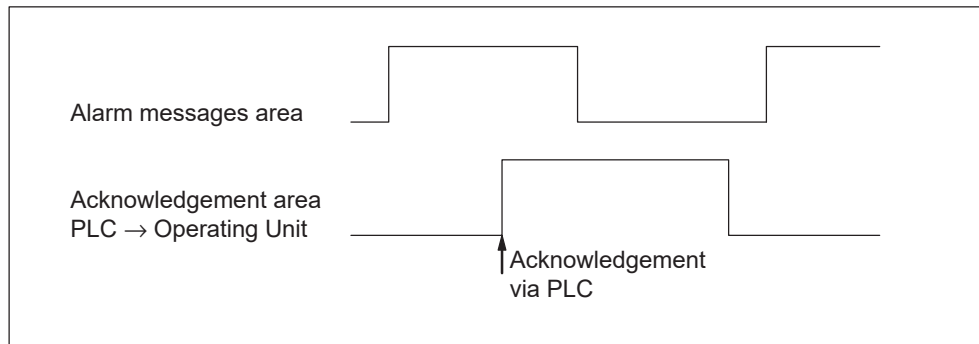 Alarm messages area
Acknowledgement area
PLC → Operating Unit
Acknowledgement
via PLC